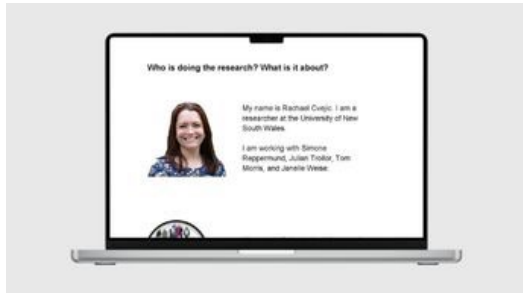 Who is doing the research? What is it about?
My name is Rachael Cvejic. I am a
researcher at the University of New
South Wales.
I am working with Simone
Reppermund, Julian Trollor, Tom
Morris, and Janelle Weise.